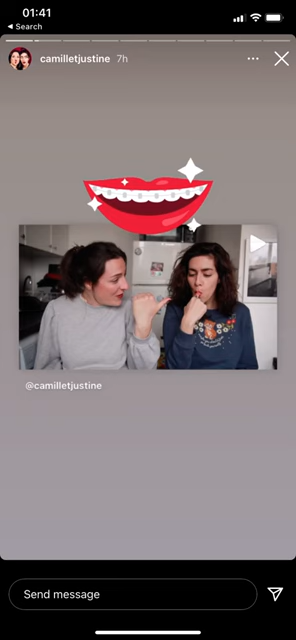 01:41
Search
camilletjustine 7h
@camilletjustine
Send message